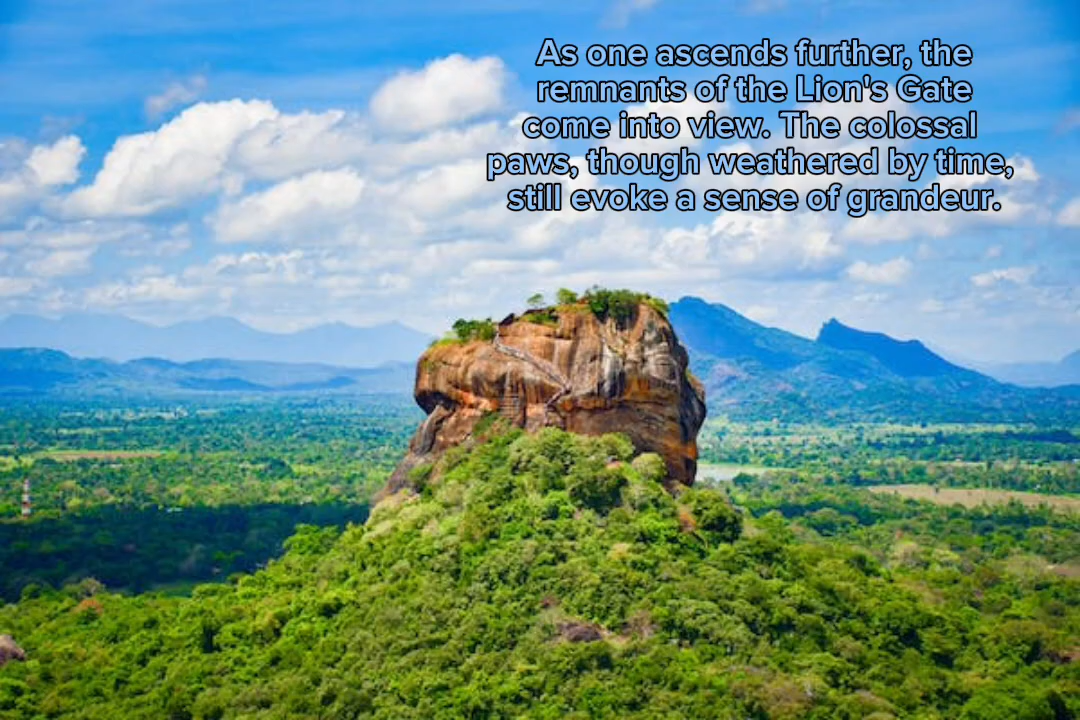 As one ascends further, the
remnants of the Lion's Gate
come into view. The colossal
paws, though weathered by time,
still evoke a sense of grandeur.